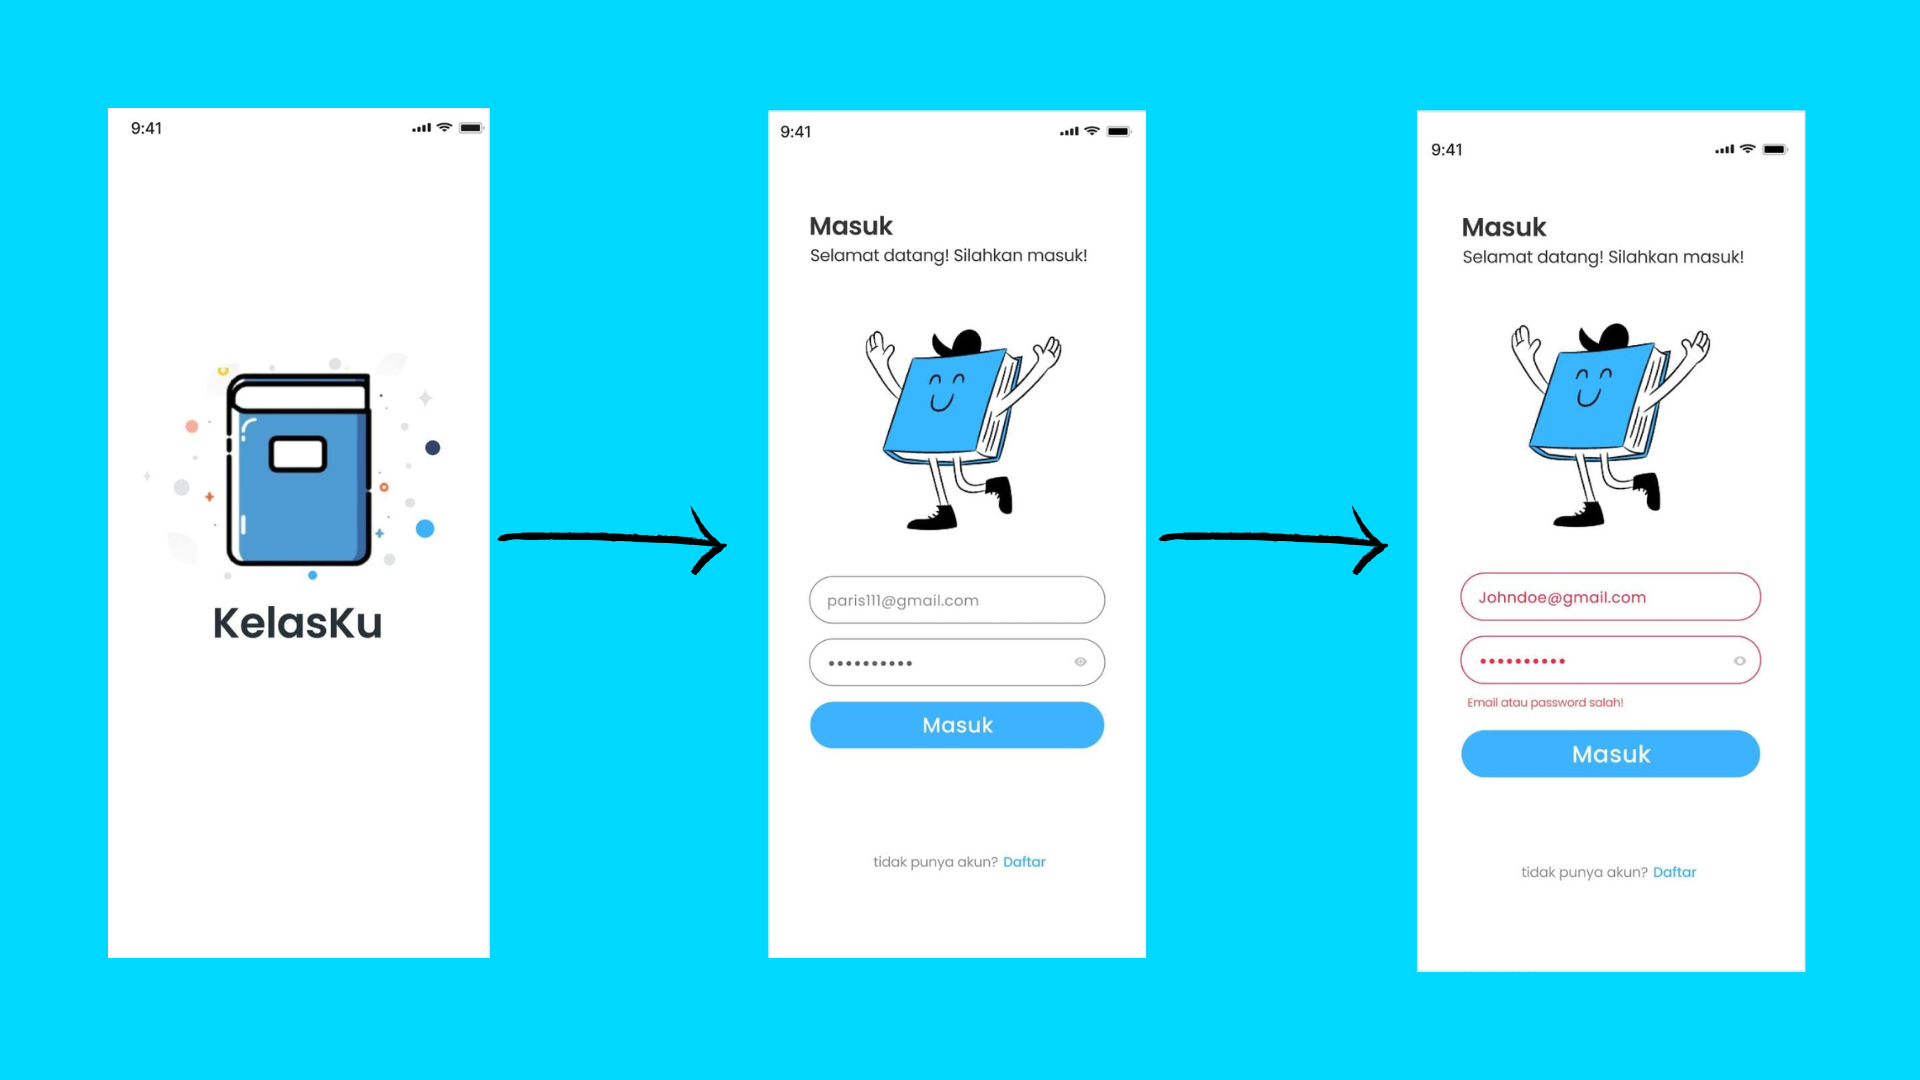 9:41
KelasKu
9:41
Masuk
Selamat datang! Silahkan masuk!
paris111@gmail.com
••••••••••
Masuk
tidak punya akun? Daftar
9:41
Masuk
Selamat datang! Silahkan masuk!
Johndoe@gmail.com
••••••••••
Email atau password salah!
Masuk
tidak punya akun? Daftar